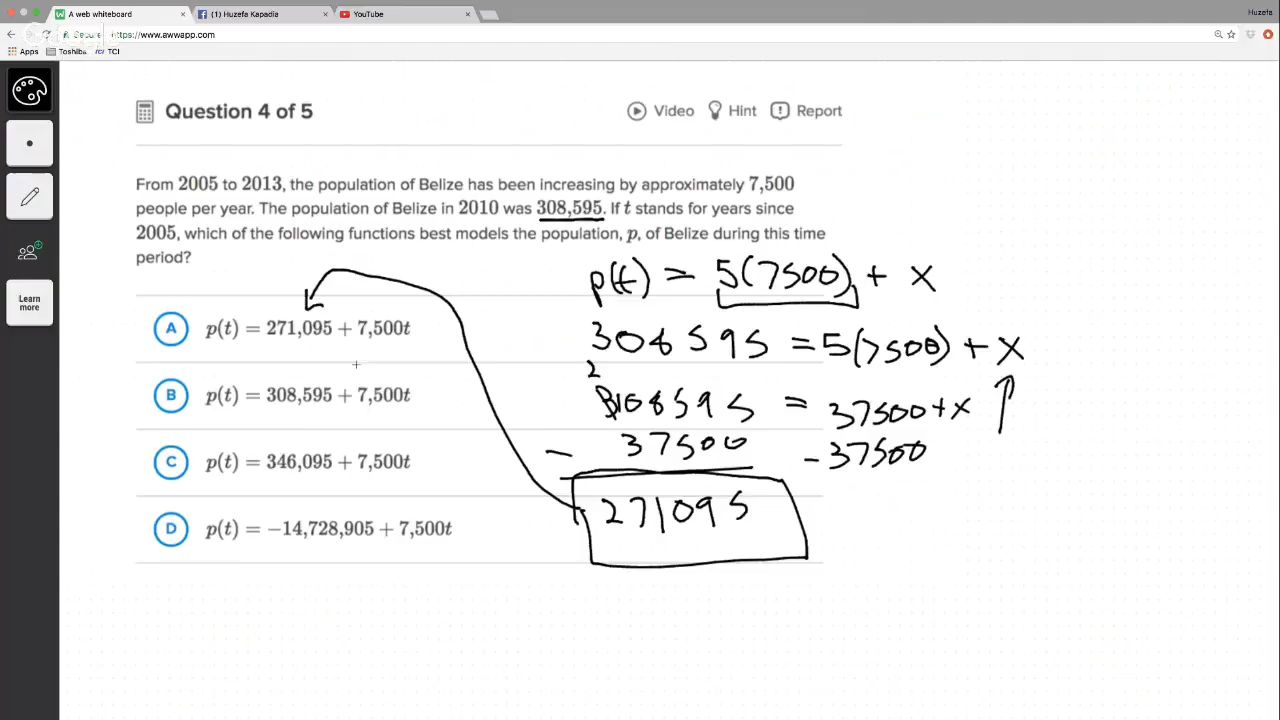 A web whiteboard
(1) Huzefa Kapadia
YouTube
Huzefa
Secure
https://www.awwapp.com
Apps
Toshiba
TCI
Learn
more
Question 4 of 5
Video
Hint
Report
From 2005 to 2013, the population of Belize has been increasing by approximately 7,500
people per year. The population of Belize in 2010 was 308,595. If t stands for years since
2005, which of the following functions best models the population, p, of Belize during this time
period?
A p(t) = 271,095 + 7,500t
B p(t) = 308,595 + 7,500t
C p(t) = 346,095 + 7,500t
D p(t) = −14,728,905 + 7,500t
p(t) = 5(7500) + x
308595 = 5(7500) + x
2
308595 = 37500+x
- 37500 - 37500
271095